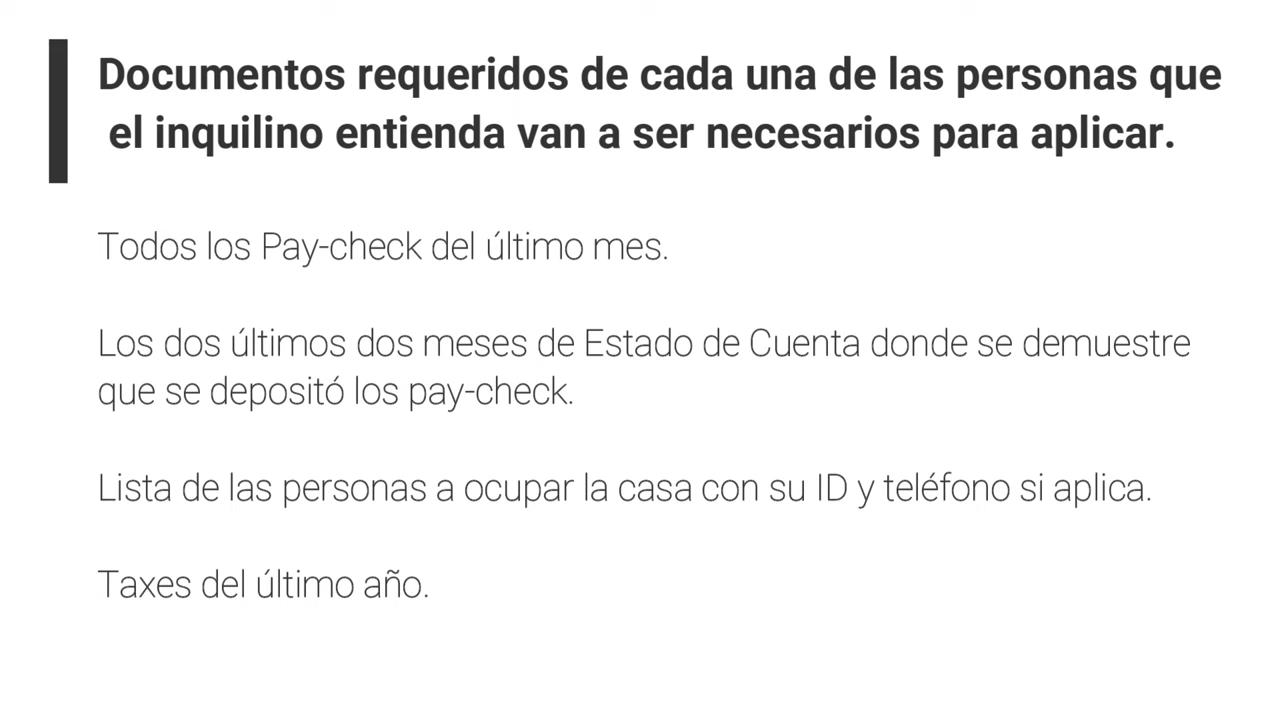 Documentos requeridos de cada una de las personas que
el inquilino entienda van a ser necesarios para aplicar.
Todos los Pay-check del último mes.
Los dos últimos dos meses de Estado de Cuenta donde se demuestre
que se depositó los pay-check.
Lista de las personas a ocupar la casa con su ID y teléfono si aplica.
Taxes del último año.